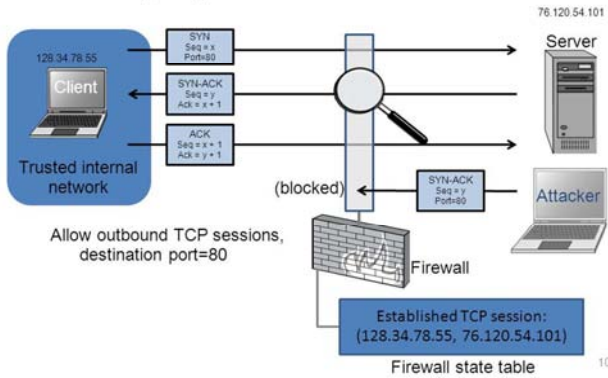 76.120.54.101
SYN
Seq = x
Port=80
Server
128.34.78.55
Client
SYN-ACK
Seq = y
Ack = x + 1
ACK
Seq = x + 1
Ack = y + 1
Trusted internal
network
(blocked)
SYN-ACK
Seq = y
Port=80
Attacker
Allow outbound TCP sessions,
destination port=80
Firewall
Established TCP session:
(128.34.78.55, 76.120.54.101)
Firewall state table
10